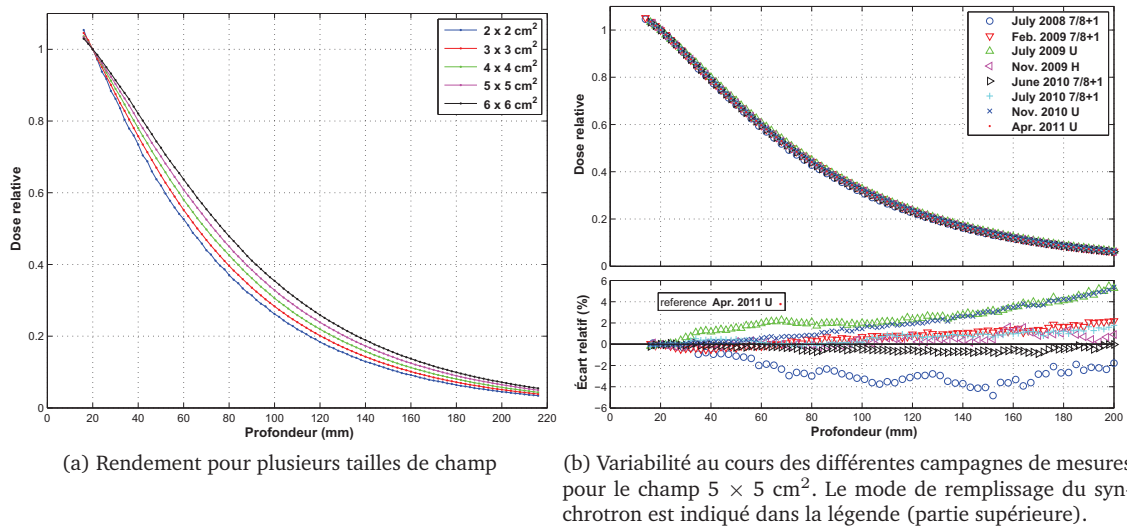 1
0.8
0.6
0.4
0.2
0
Dose relative
0 20 40 60 80 100 120 140 160 180 200 220
Profondeur (mm)
2 x 2 cm²
3 x 3 cm²
4 x 4 cm²
5 x 5 cm²
6 x 6 cm²
(a) Rendement pour plusieurs tailles de champ
1
0.8
0.6
0.4
0.2
0
Dose relative
July 2008 7/8+1
Feb. 2009 7/8+1
July 2009 U
Nov. 2009 H
June 2010 7/8+1
July 2010 7/8+1
Nov. 2010 U
Apr. 2011 U
6
4
2
0
−2
−4
−6
Écart relatif (%)
reference Apr. 2011 U
0 20 40 60 80 100 120 140 160 180 200
Profondeur (mm)
(b) Variabilité au cours des différentes campagnes de mesures
pour le champ 5 × 5 cm². Le mode de remplissage du syn-
chrotron est indiqué dans la légende (partie supérieure).